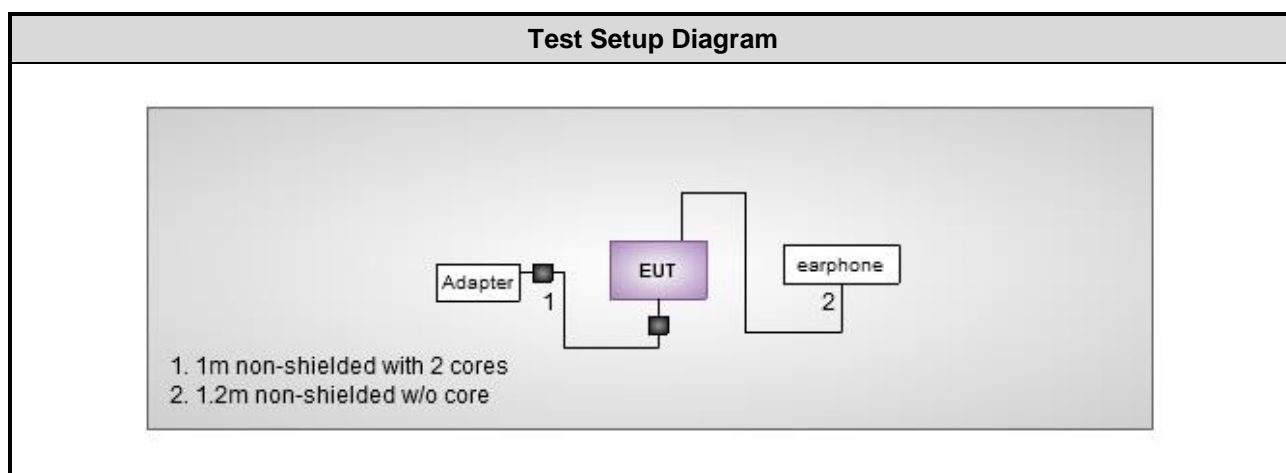 Test Setup Diagram
EUT
earphone
Adapter
1
2
1. 1m non-shielded with 2 cores
2. 1.2m non-shielded w/o core